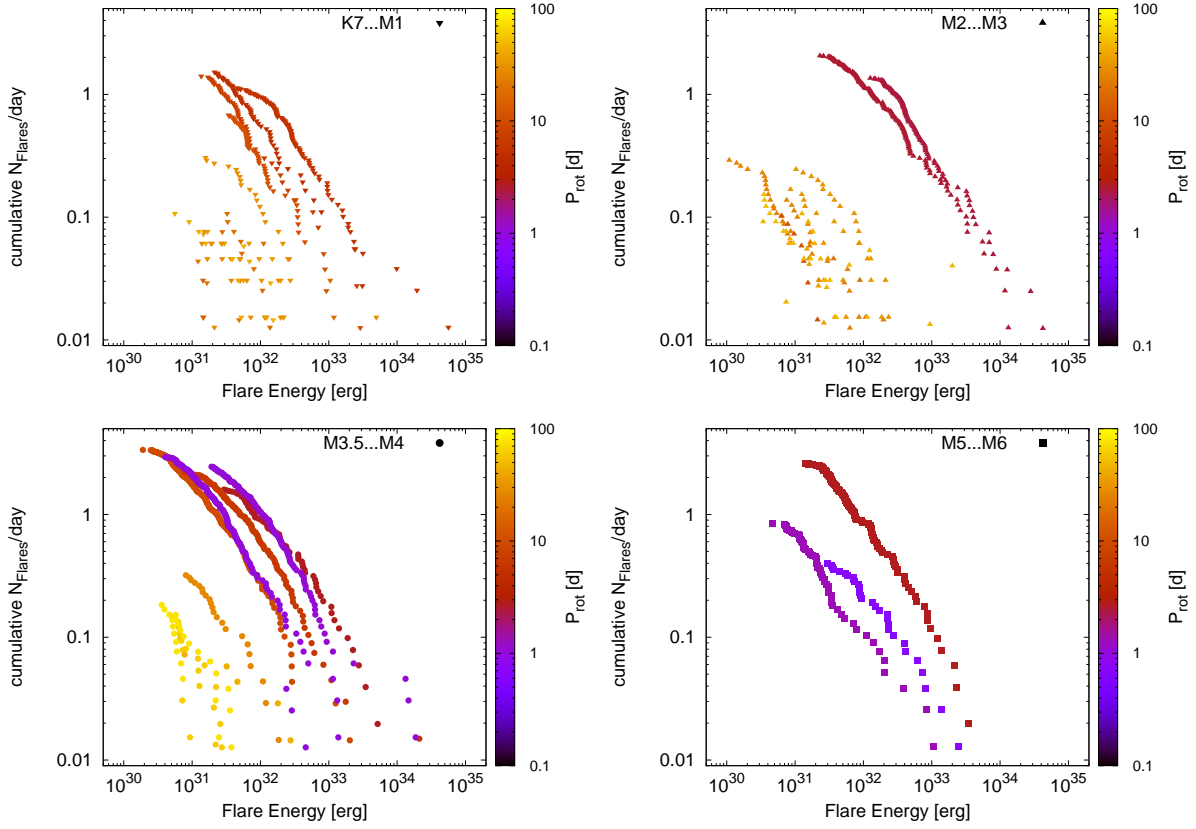 K7...M1
cumulative N_Flares/day
1
0.1
0.01
10^30 10^31 10^32 10^33 10^34 10^35
Flare Energy [erg]
100
10
1
0.1
P_rot [d]
M2...M3
cumulative N_Flares/day
1
0.1
0.01
10^30 10^31 10^32 10^33 10^34 10^35
Flare Energy [erg]
100
10
1
0.1
P_rot [d]
M3.5...M4
cumulative N_Flares/day
1
0.1
0.01
10^30 10^31 10^32 10^33 10^34 10^35
Flare Energy [erg]
100
10
1
0.1
P_rot [d]
M5...M6
cumulative N_Flares/day
1
0.1
0.01
10^30 10^31 10^32 10^33 10^34 10^35
Flare Energy [erg]
100
10
1
0.1
P_rot [d]